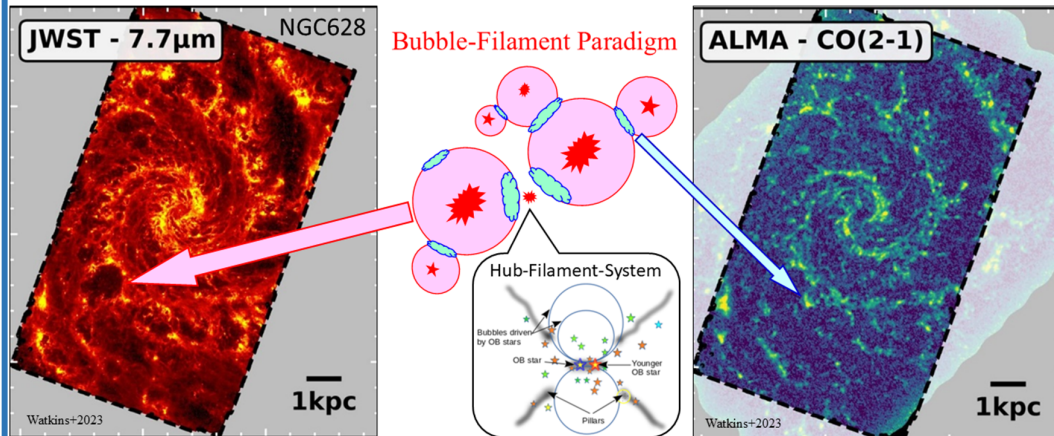 JWST - 7.7μm
NGC628
1kpc
Watkins+2023
Bubble-Filament Paradigm
Hub-Filament-System
Bubbles driven
by OB stars
OB star
Younger
OB star
Pillars
ALMA - CO(2-1)
1kpc
Watkins+2023